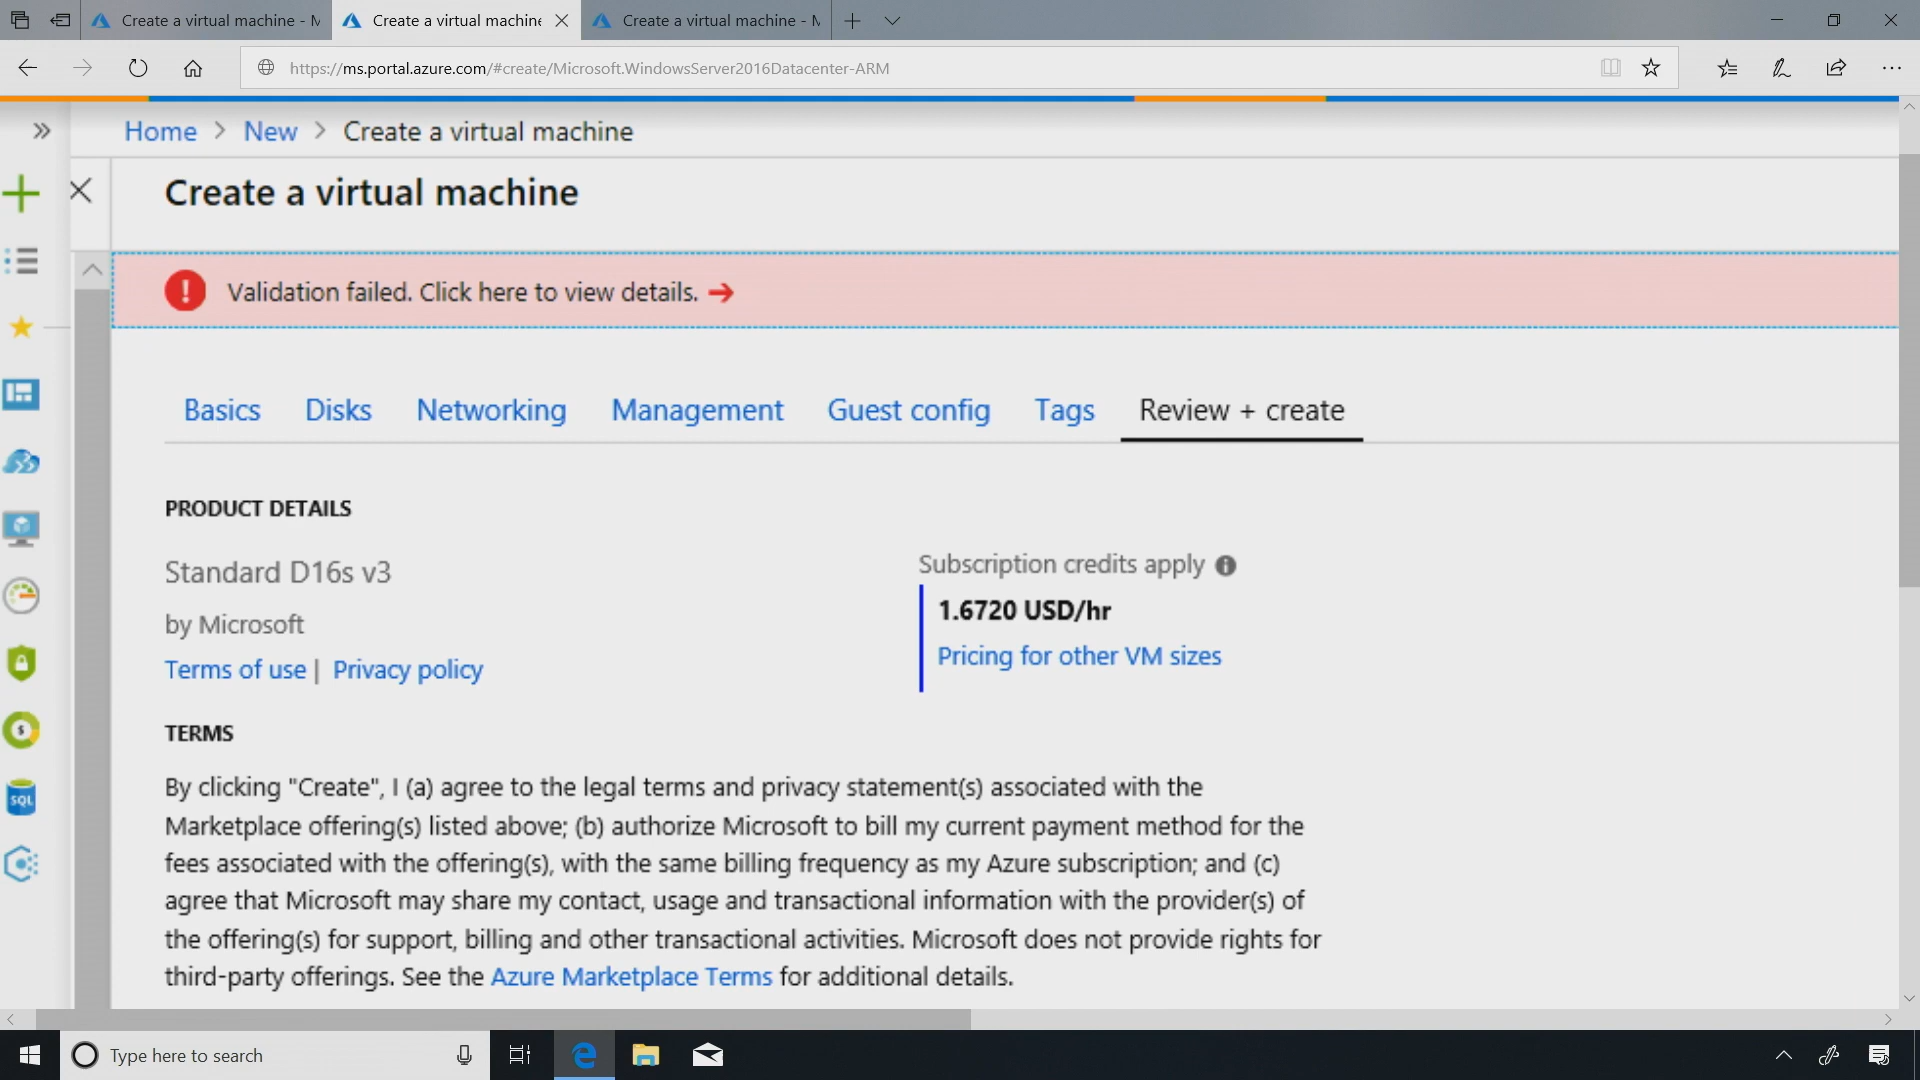 Create a virtual machine - M
Create a virtual machine
Create a virtual machine - M
https://ms.portal.azure.com/#create/Microsoft.WindowsServer2016Datacenter-ARM
Home > New > Create a virtual machine
Create a virtual machine
Validation failed. Click here to view details.
Basics Disks Networking Management Guest config Tags Review + create
PRODUCT DETAILS
Standard D16s v3
by Microsoft
Terms of use | Privacy policy
Subscription credits apply
1.6720 USD/hr
Pricing for other VM sizes
TERMS
By clicking "Create", I (a) agree to the legal terms and privacy statement(s) associated with the
Marketplace offering(s) listed above; (b) authorize Microsoft to bill my current payment method for the
fees associated with the offering(s), with the same billing frequency as my Azure subscription; and (c)
agree that Microsoft may share my contact, usage and transactional information with the provider(s) of
the offering(s) for support, billing and other transactional activities. Microsoft does not provide rights for
third-party offerings. See the Azure Marketplace Terms for additional details.
SQL
Type here to search